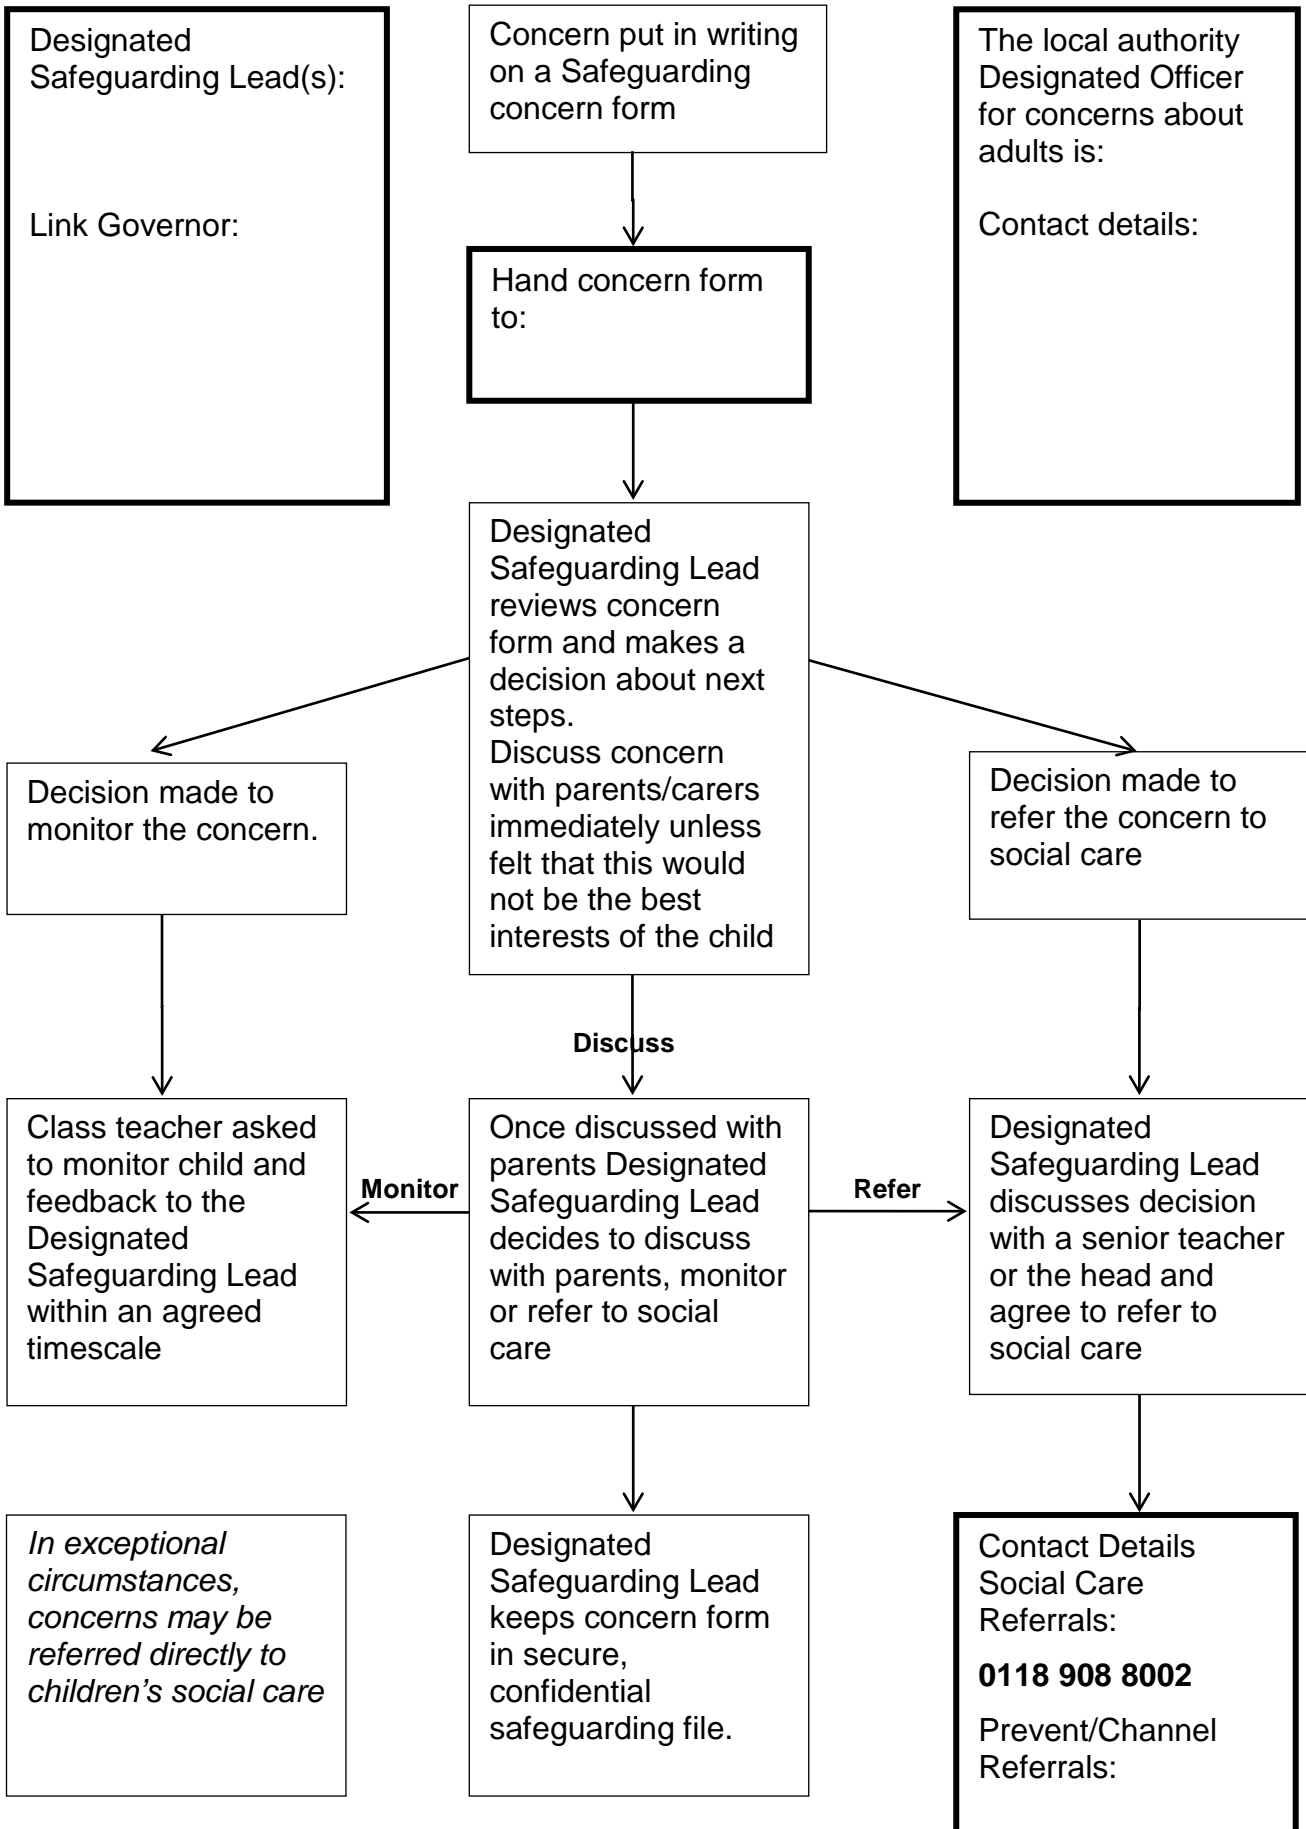 Designated
Safeguarding Lead(s):
Link Governor:
Concern put in writing
on a Safeguarding
concern form
The local authority
Designated Officer
for concerns about
adults is:
Contact details:
Hand concern form
to:
Designated
Safeguarding Lead
reviews concern
form and makes a
decision about next
steps.
Discuss concern
with parents/carers
immediately unless
felt that this would
not be the best
interests of the child
Decision made to
monitor the concern.
Decision made to
refer the concern to
social care
Discuss
Class teacher asked
to monitor child and
feedback to the
Designated
Safeguarding Lead
within an agreed
timescale
Monitor
Once discussed with
parents Designated
Safeguarding Lead
decides to discuss
with parents, monitor
or refer to social
care
Refer
Designated
Safeguarding Lead
discusses decision
with a senior teacher
or the head and
agree to refer to
social care
In exceptional
circumstances,
concerns may be
referred directly to
children’s social care
Designated
Safeguarding Lead
keeps concern form
in secure,
confidential
safeguarding file.
Contact Details
Social Care
Referrals:
0118 908 8002
Prevent/Channel
Referrals: